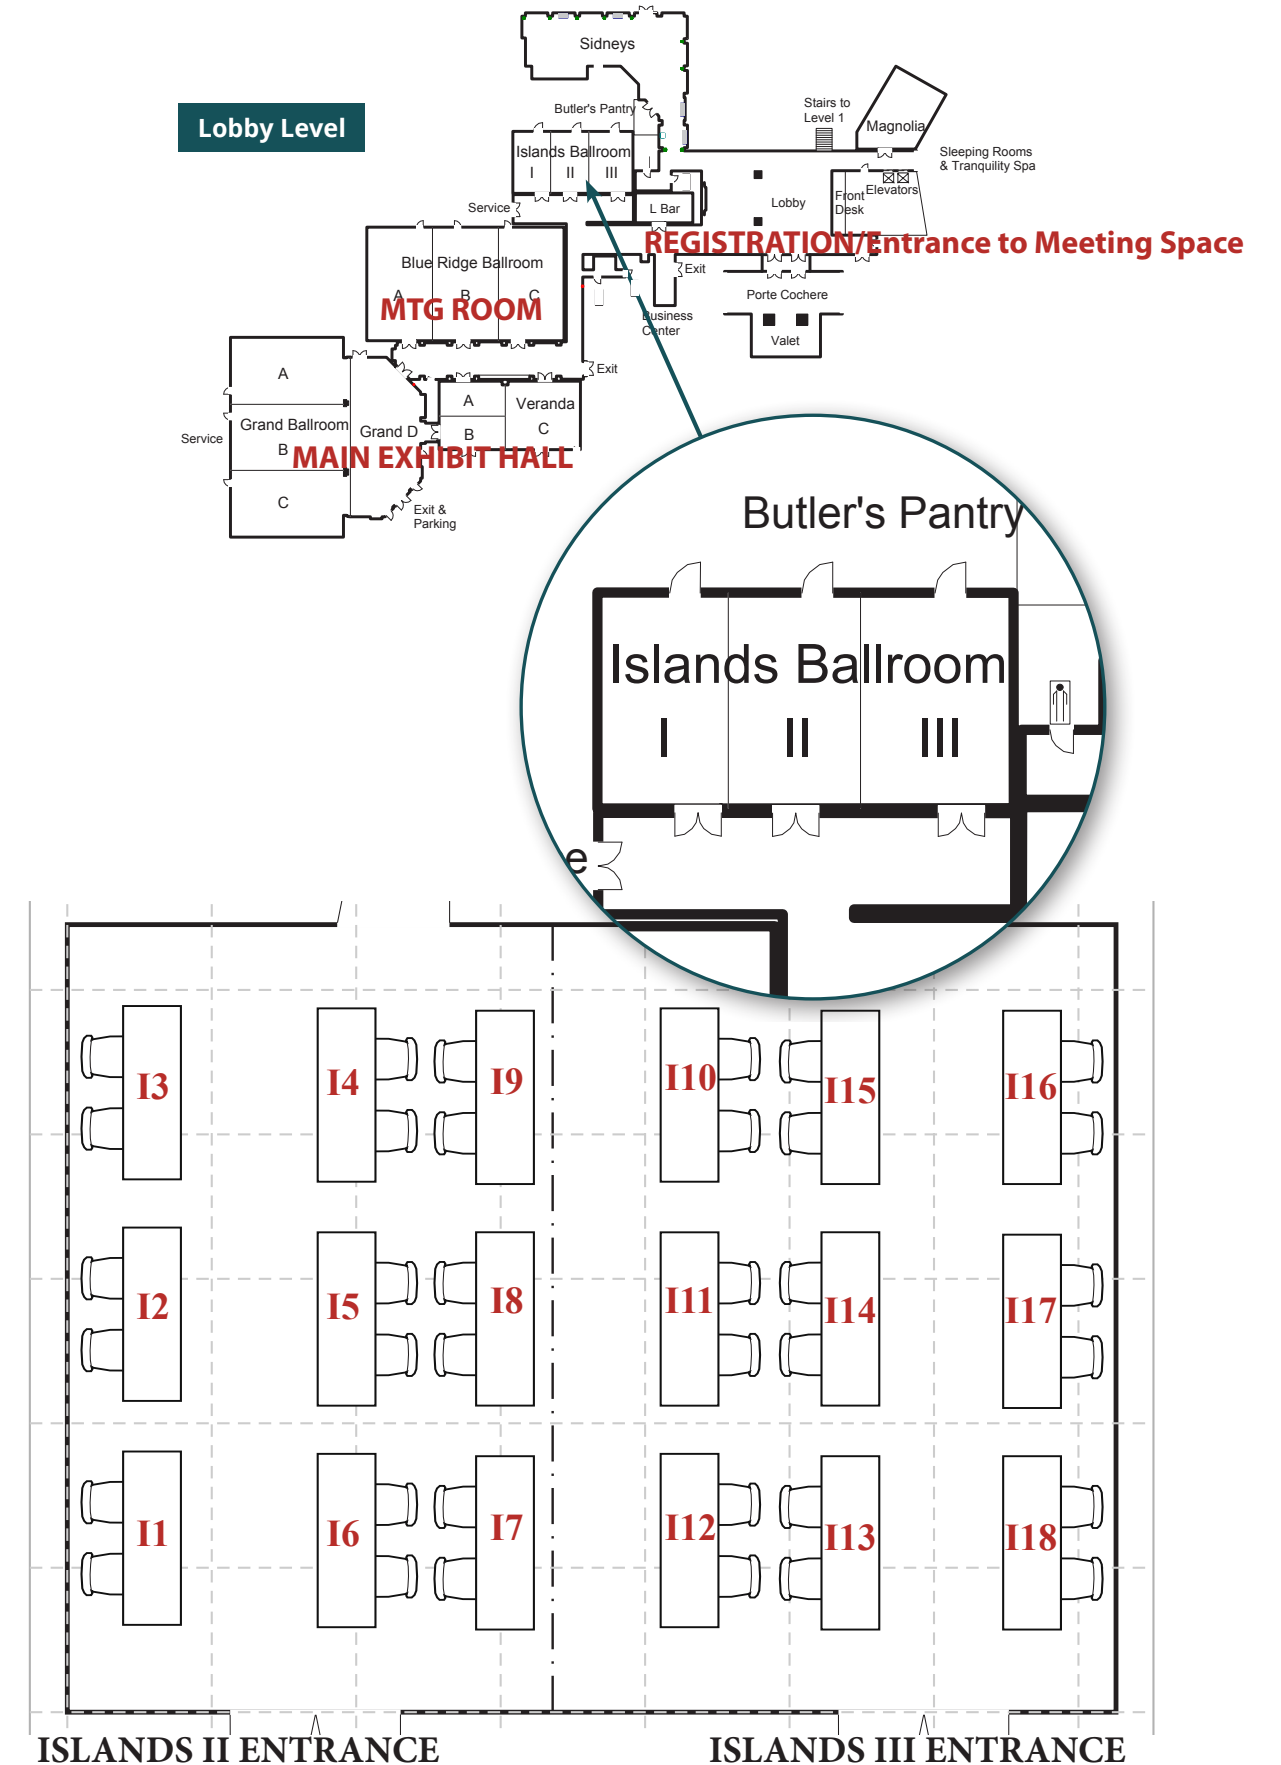 Sidneys
Lobby Level
Butler's Pantry
Stairs to
Level 1
Magnolia
Islands Ballroom
I II III
Sleeping Rooms
& Tranquility Spa
Service
L Bar
Lobby
Front
Desk
Elevators
REGISTRATION/Entrance to Meeting Space
Blue Ridge Ballroom
A B C
MTG ROOM
Exit
Business
Center
Porte Cochere
Valet
Exit
A
Grand Ballroom
B
C
Grand D
Service
A
B
Veranda
C
MAIN EXHIBIT HALL
Exit &
Parking
Butler's Pantry
Islands Ballroom
I II III
e
I3 I4 I9 I10 I15 I16
I2 I5 I8 I11 I14 I17
I1 I6 I7 I12 I13 I18
ISLANDS II ENTRANCE ISLANDS III ENTRANCE